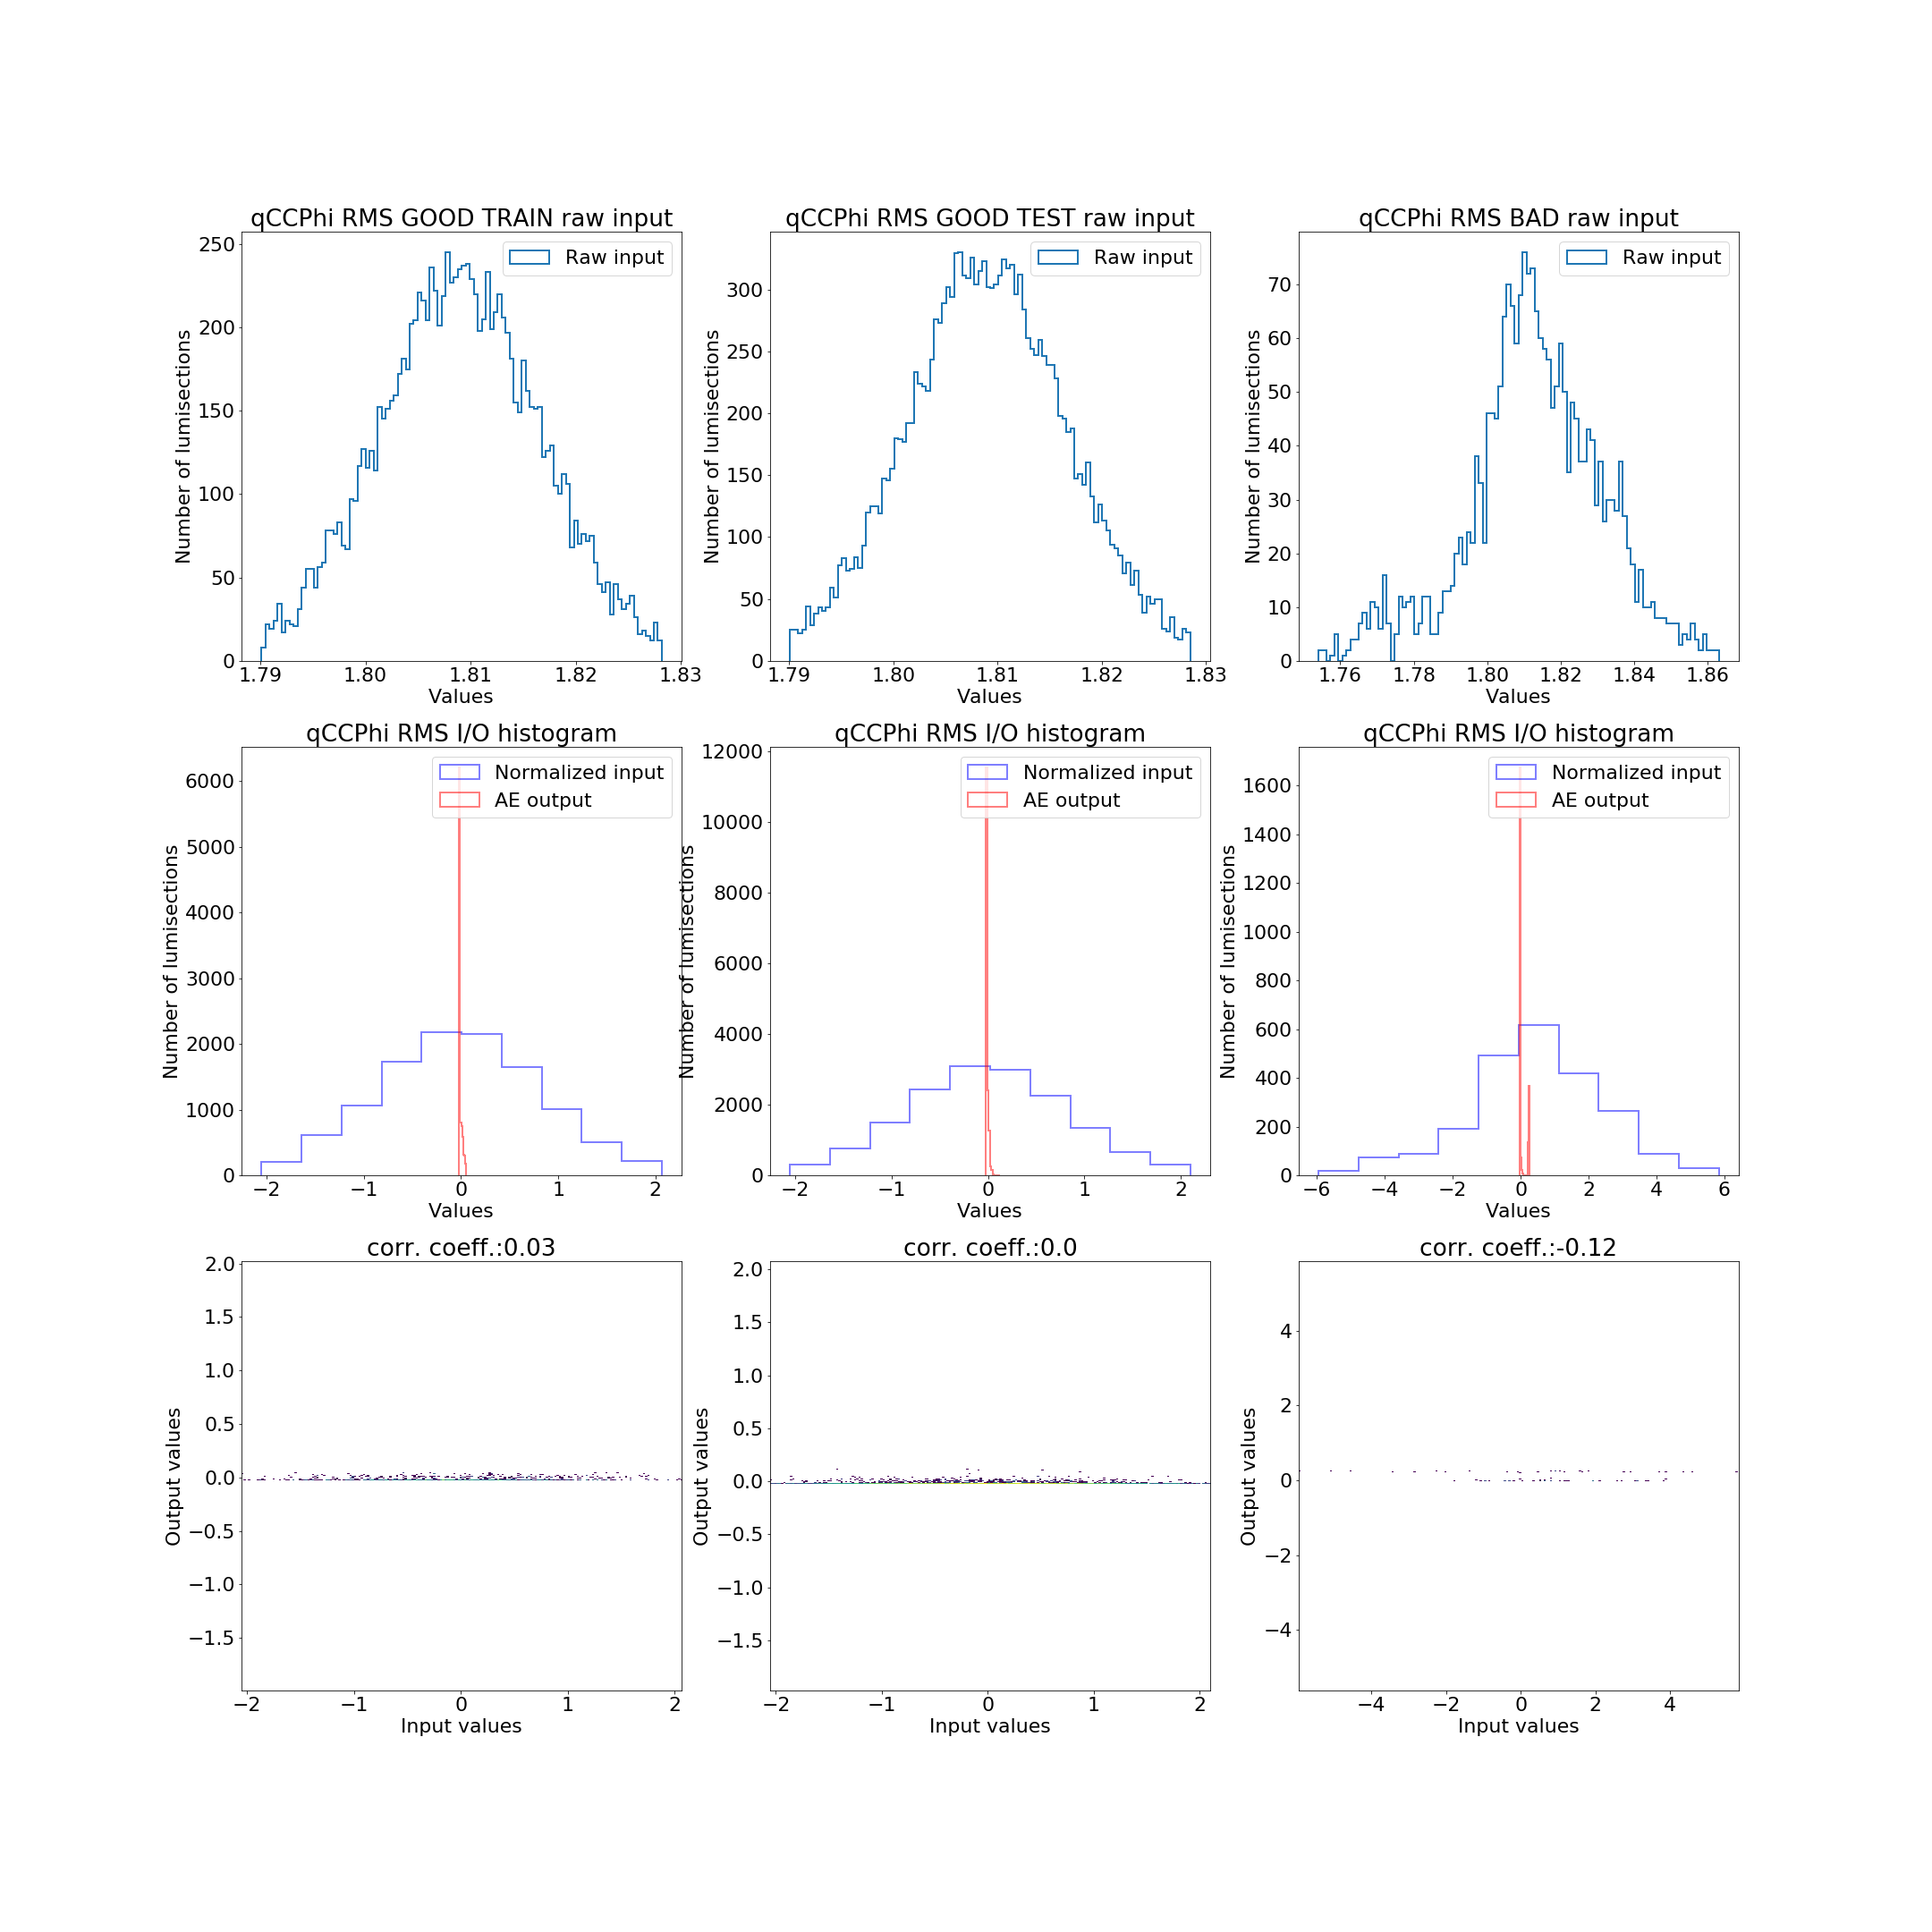 qCCPhi RMS GOOD TRAIN raw input
Raw input
250
200
150
100
50
0
Number of lumisections
1.79 1.80 1.81 1.82 1.83
Values
qCCPhi RMS GOOD TEST raw input
Raw input
300
250
200
150
100
50
0
Number of lumisections
1.79 1.80 1.81 1.82 1.83
Values
qCCPhi RMS BAD raw input
Raw input
70
60
50
40
30
20
10
0
Number of lumisections
1.76 1.78 1.80 1.82 1.84 1.86
Values
qCCPhi RMS I/O histogram
Normalized input
AE output
6000
5000
4000
3000
2000
1000
0
Number of lumisections
−2 −1 0 1 2
Values
qCCPhi RMS I/O histogram
Normalized input
AE output
12000
10000
8000
6000
4000
2000
0
Number of lumisections
−2 −1 0 1 2
Values
qCCPhi RMS I/O histogram
Normalized input
AE output
1600
1400
1200
1000
800
600
400
200
0
Number of lumisections
−6 −4 −2 0 2 4 6
Values
corr. coeff.:0.03
2.0
1.5
1.0
0.5
0.0
−0.5
−1.0
−1.5
Output values
−2 −1 0 1 2
Input values
corr. coeff.:0.0
2.0
1.5
1.0
0.5
0.0
−0.5
−1.0
−1.5
Output values
−2 −1 0 1 2
Input values
corr. coeff.:-0.12
4
2
0
−2
−4
Output values
−4 −2 0 2 4
Input values